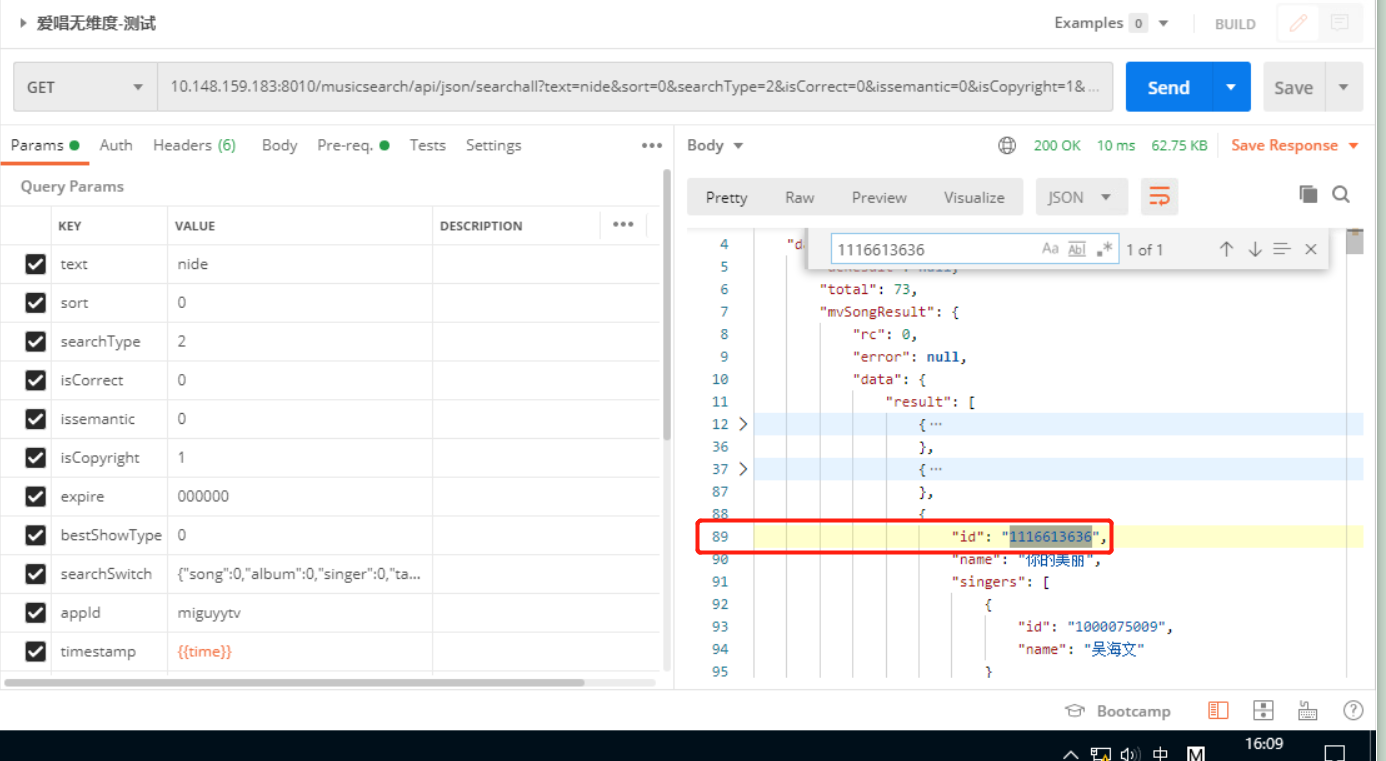 爱唱无维度-测试
Examples 0 BUILD
GET 10.148.159.183:8010/musicsearch/api/json/searchall?text=nide&sort=0&searchType=2&isCorrect=0&issemantic=0&isCopyright=1&... Send Save
Params Auth Headers (6) Body Pre-req. Tests Settings •••
Query Params
KEY VALUE DESCRIPTION •••
text nide
sort 0
searchType 2
isCorrect 0
issemantic 0
isCopyright 1
expire 000000
bestShowType 0
searchSwitch {"song":0,"album":0,"singer":0,"ta...
appId miguyytv
timestamp {{time}}
Body 200 OK 10 ms 62.75 KB Save Response
Pretty Raw Preview Visualize JSON
1116613636 Aa Abl .* 1 of 1
4 "d
5
6 "total": 73,
7 "mvSongResult": {
8 "rc": 0,
9 "error": null,
10 "data": {
11 "result": [
12 {...
36 },
37 {...
87 },
88 {
89 "id": "1116613636",
90 "name": "你的美丽",
91 "singers": [
92 {
93 "id": "1000075009",
94 "name": "吴海文"
95 }
Bootcamp
中 M 16:09